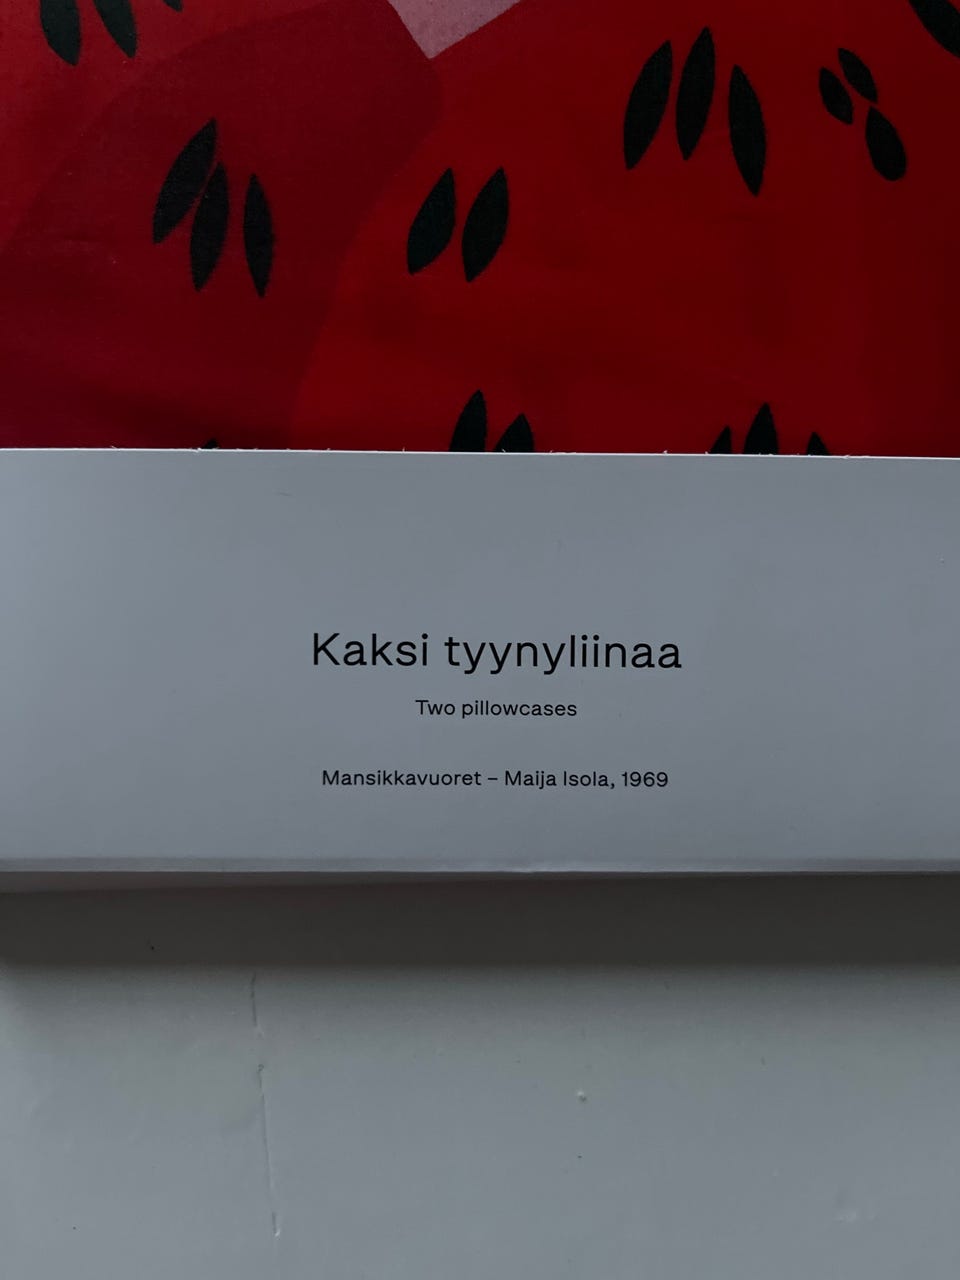 Kaksi tyynyliinaa
Two pillowcases
Mansikkavuoret – Maija Isola, 1969